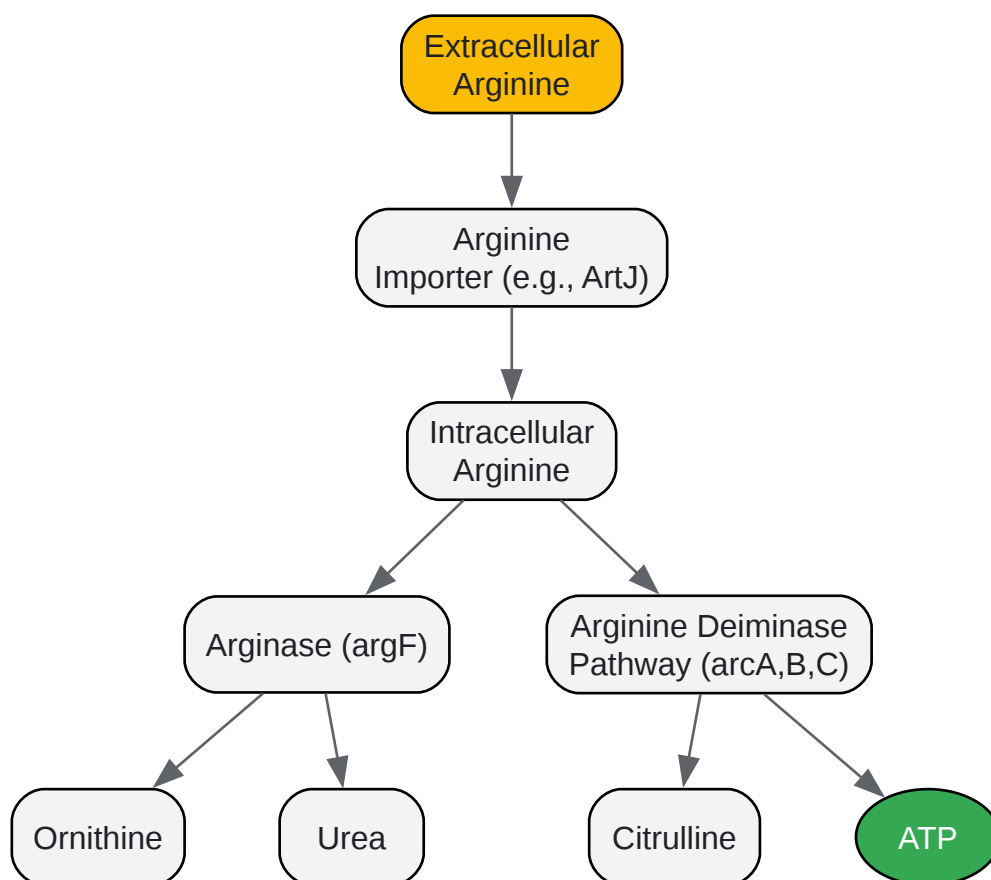 Extracellular
Arginine
Arginine
Importer (e.g., ArtJ)
Intracellular
Arginine
Arginase (argF)
Arginine Deiminase
Pathway (arcA,B,C)
Ornithine
Urea
Citrulline
ATP